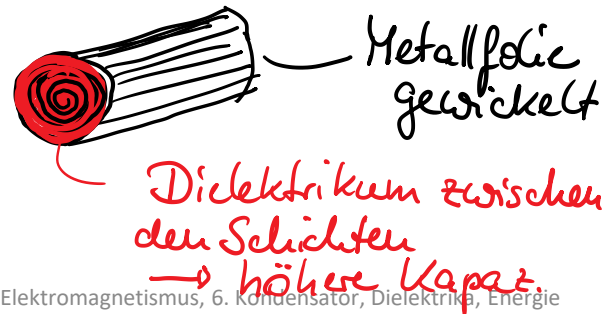 Metallfolie
gewickelt
Dielektrikum zwischen
den Schichten
→ höhere Kapaz.
Elektromagnetismus, 6. Kondensator, Dielektrika, Energie